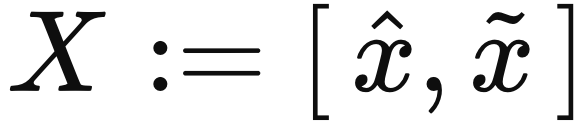 X := [ x̂, x̃ ]